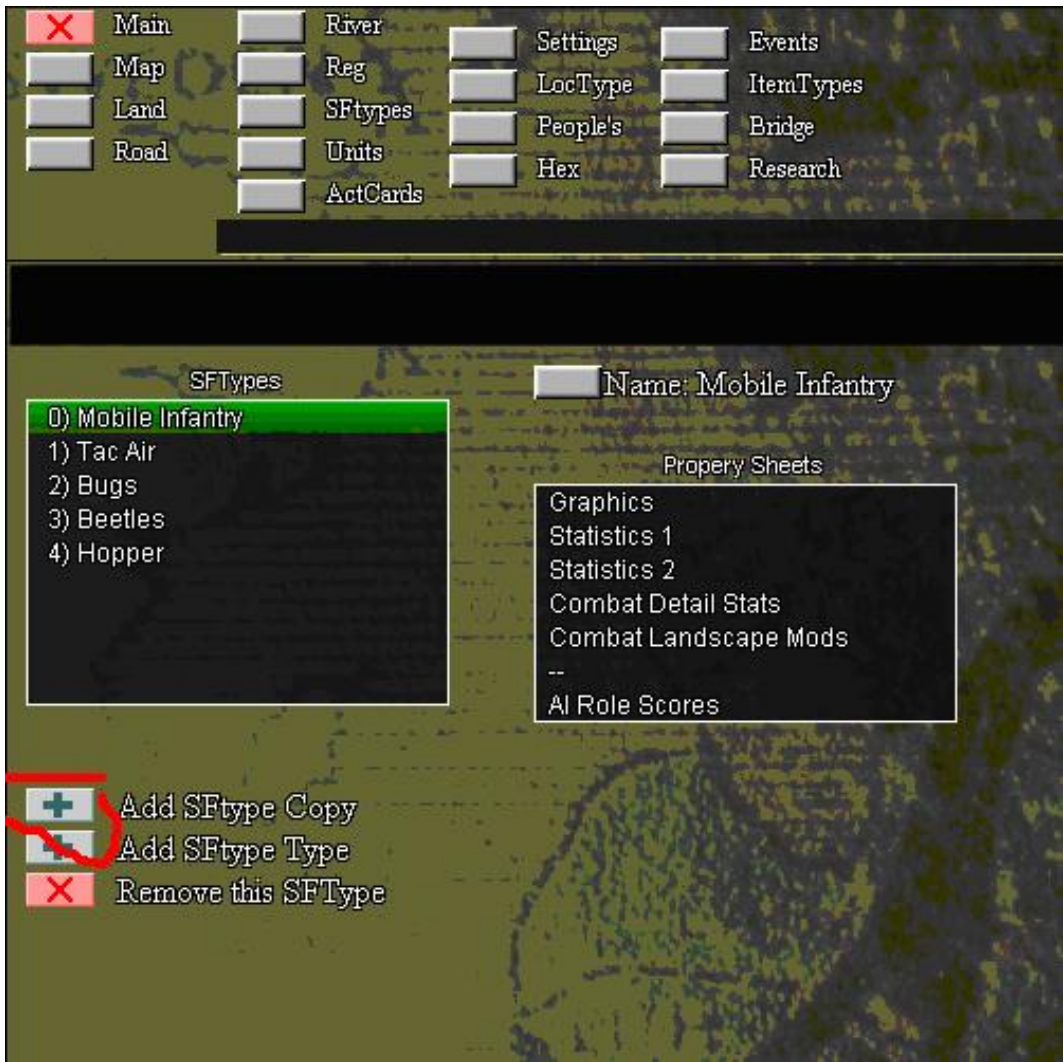 Main
Map
Land
Road
River
Reg
SFtypes
Units
ActCards
Settings
LocType
People's
Hex
Events
ItemTypes
Bridge
Research
SFTypes
0) Mobile Infantry
1) Tac Air
2) Bugs
3) Beetles
4) Hopper
Name: Mobile Infantry
Propery Sheets
Graphics
Statistics 1
Statistics 2
Combat Detail Stats
Combat Landscape Mods
--
AI Role Scores
Add SFtype Copy
Add SFtype Type
Remove this SFType